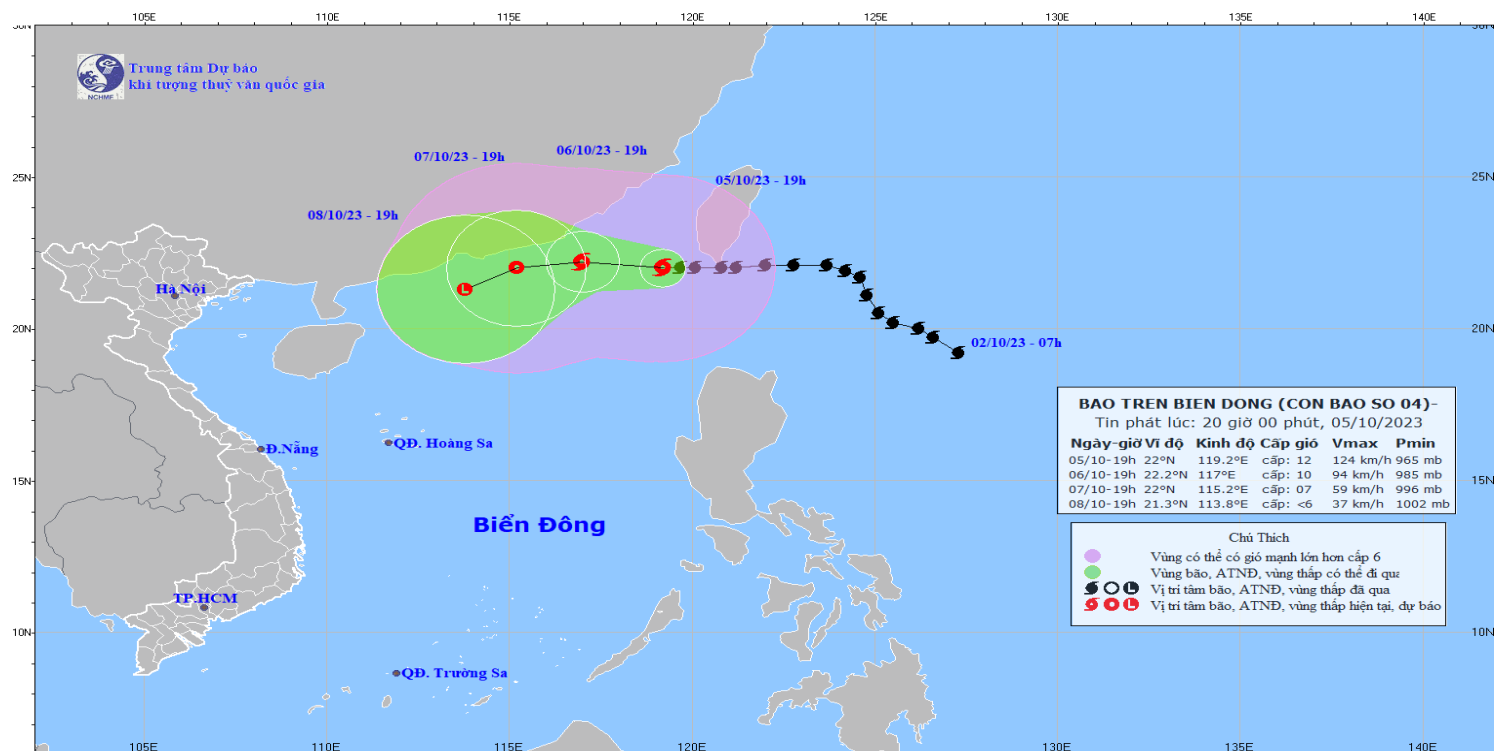 105E 110E 115E 120E 125E 130E 135E 140E
30N 30N
Trung tâm Dự báo
khí tượng thuỷ văn quốc gia
NCHMF
07/10/23 - 19h
06/10/23 - 19h
05/10/23 - 19h
08/10/23 - 19h
25N 25N
Hà Nội
20N 20N
02/10/23 - 07h
L
Đ.Nẵng
QĐ. Hoàng Sa
15N 15N
Biển Đông
TP.HCM
10N 10N
QĐ. Trường Sa
BAO TREN BIEN DONG (CON BAO SO 04)-
Tin phát lúc: 20 giờ 00 phút, 05/10/2023
Ngày-giờ Vĩ độ Kinh độ Cấp gió Vmax Pmin
05/10-19h 22°N 119.2°E cấp: 12 124 km/h 965 mb
06/10-19h 22.2°N 117°E cấp: 10 94 km/h 985 mb
07/10-19h 22°N 115.2°E cấp: 07 59 km/h 996 mb
08/10-19h 21.3°N 113.8°E cấp: <6 37 km/h 1002 mb
Chú Thích
Vùng có thể có gió mạnh lớn hơn cấp 6
Vùng bão, ATNĐ, vùng thấp có thể đi qua
L Vị trí tâm bão, ATNĐ, vùng thấp đã qua
L Vị trí tâm bão, ATNĐ, vùng thấp hiện tại, dự báo
105E 110E 115E 120E 125E 130E 135E 140E